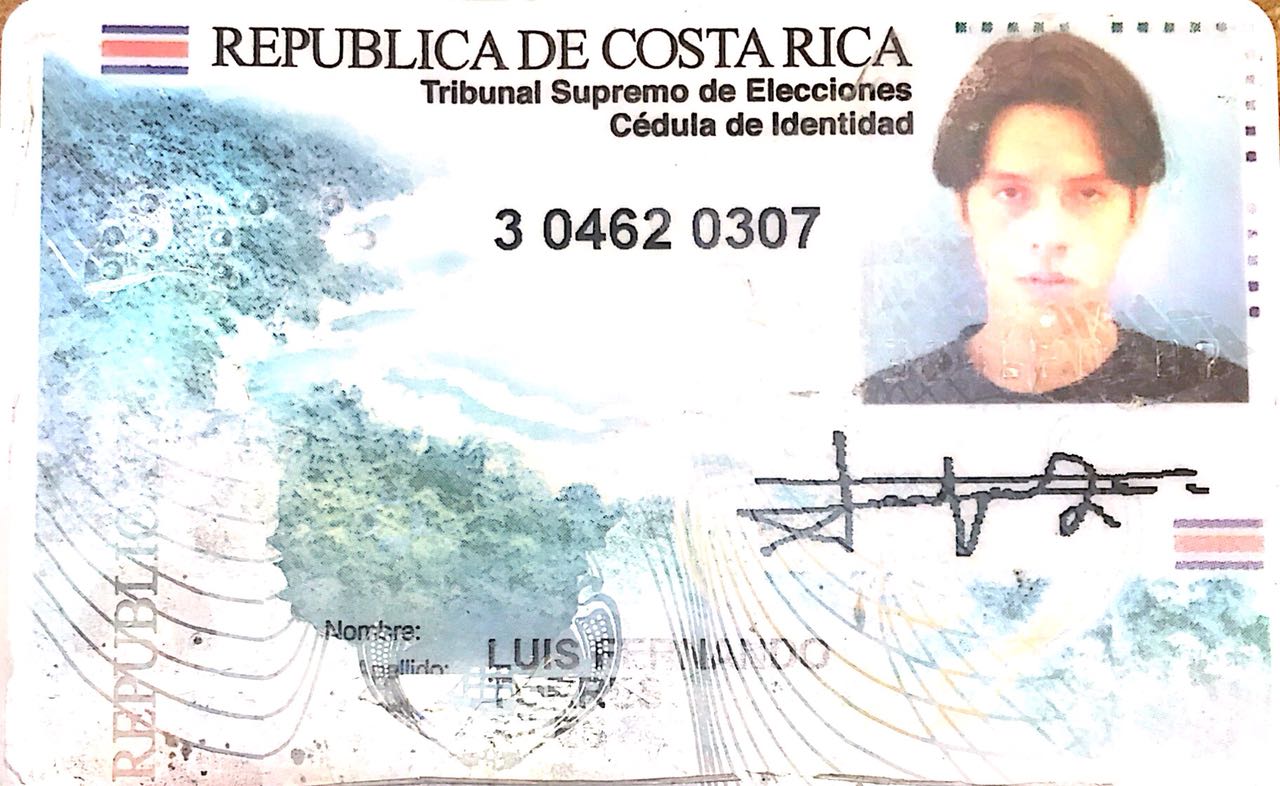 REPUBLICA DE COSTA RICA
Tribunal Supremo de Elecciones
Cédula de Identidad
3 0462 0307
Nombre: LUIS FERNANDO
Apellido:
REPUBLIC